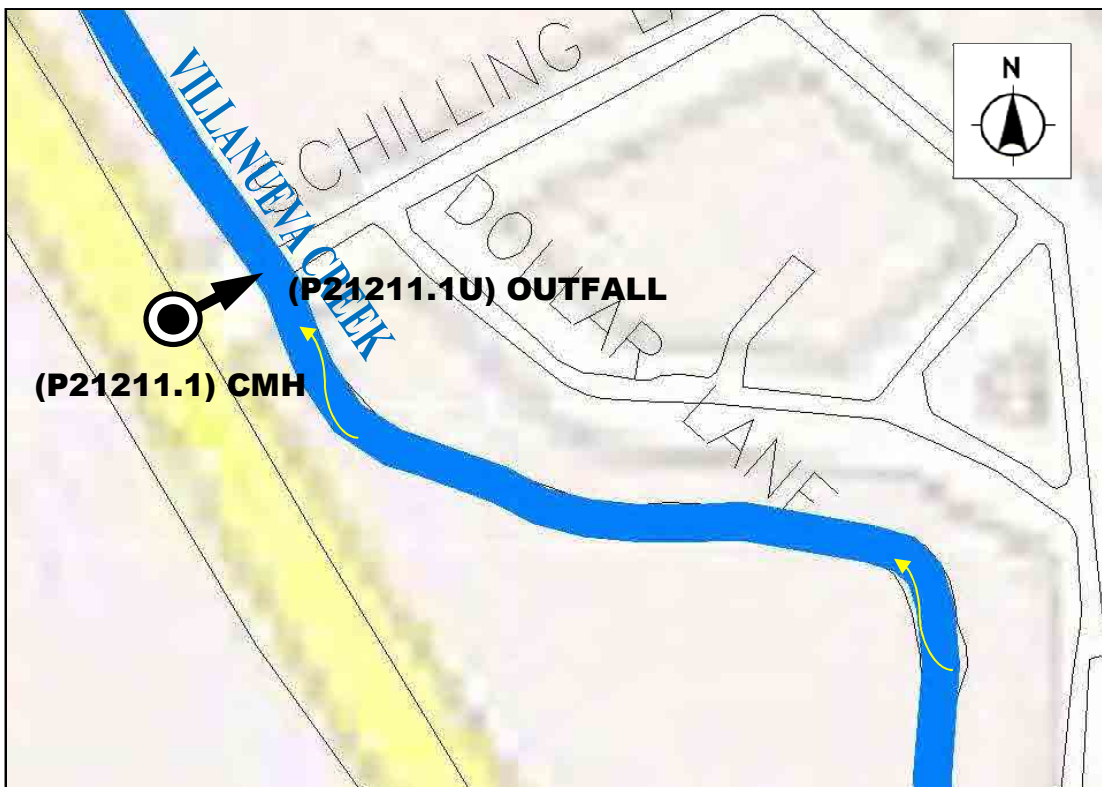 N
VILLANUEVA CREEK
CHILLING
DOLLAR LANE
(P21211.1U) OUTFALL
(P21211.1) CMH